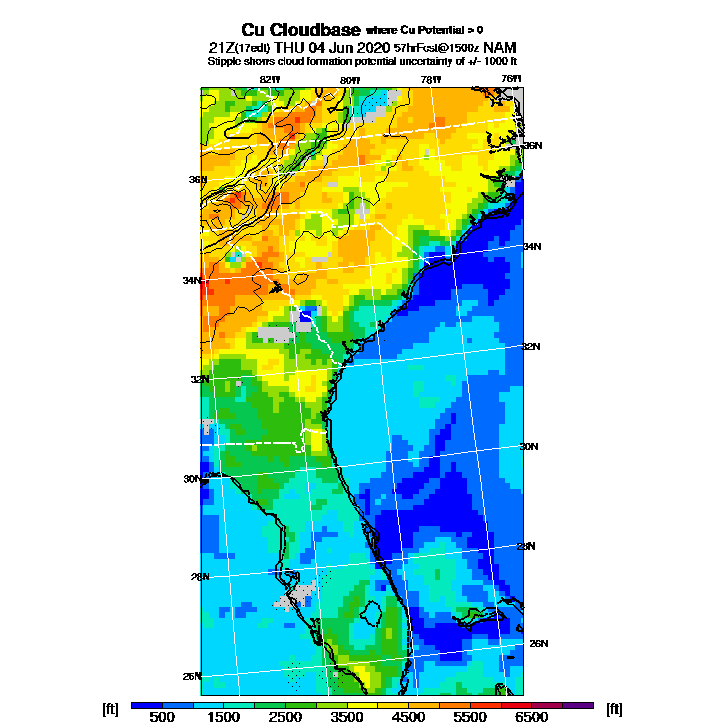 Cu Cloudbase where Cu Potential > 0
21Z(17edt) THU 04 Jun 2020 57hrFcst@1500z NAM
Stipple shows cloud formation potential uncertainty of +/- 1000 ft
82W 80W 78W 76W
36N
36N
34N
34N
32N
32N
30N
30N
28N
28N
26N
26N
[ft] 500 1500 2500 3500 4500 5500 6500 [ft]